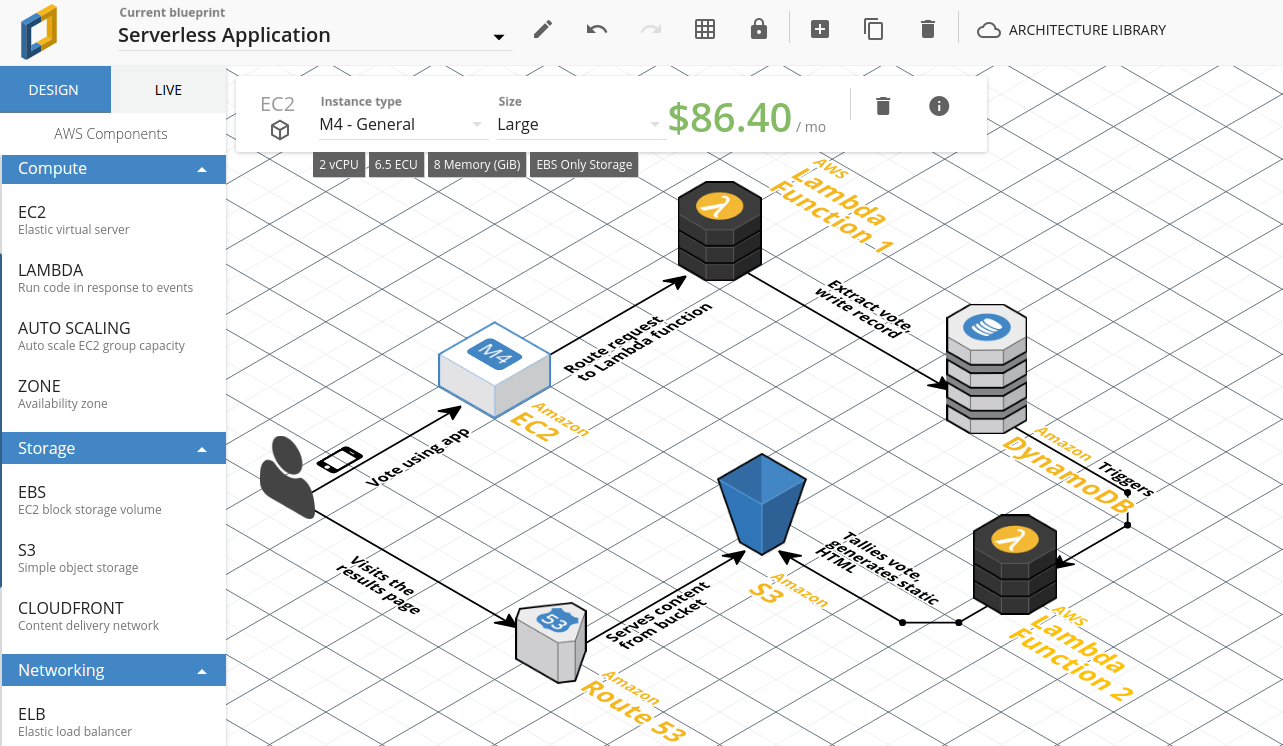 Current blueprint
Serverless Application
ARCHITECTURE LIBRARY
DESIGN
LIVE
AWS Components
Compute
EC2
Elastic virtual server
LAMBDA
Run code in response to events
AUTO SCALING
Auto scale EC2 group capacity
ZONE
Availability zone
Storage
EBS
EC2 block storage volume
S3
Simple object storage
CLOUDFRONT
Content delivery network
Networking
ELB
Elastic load balancer
EC2
Instance type
M4 - General
Size
Large
$86.40 / mo
2 vCPU
6.5 ECU
8 Memory (GiB)
EBS Only Storage
AWS
Lambda
Function 1
Extract vote,
write record
Route request
to Lambda function
M4
Amazon
EC2
Vote using app
Amazon
DynamoDB
Triggers
Tallies vote,
generates static
HTML
Amazon
S3
AWS
Lambda
Function 2
Visits the
results page
53
Serves content
from bucket
Amazon
Route 53